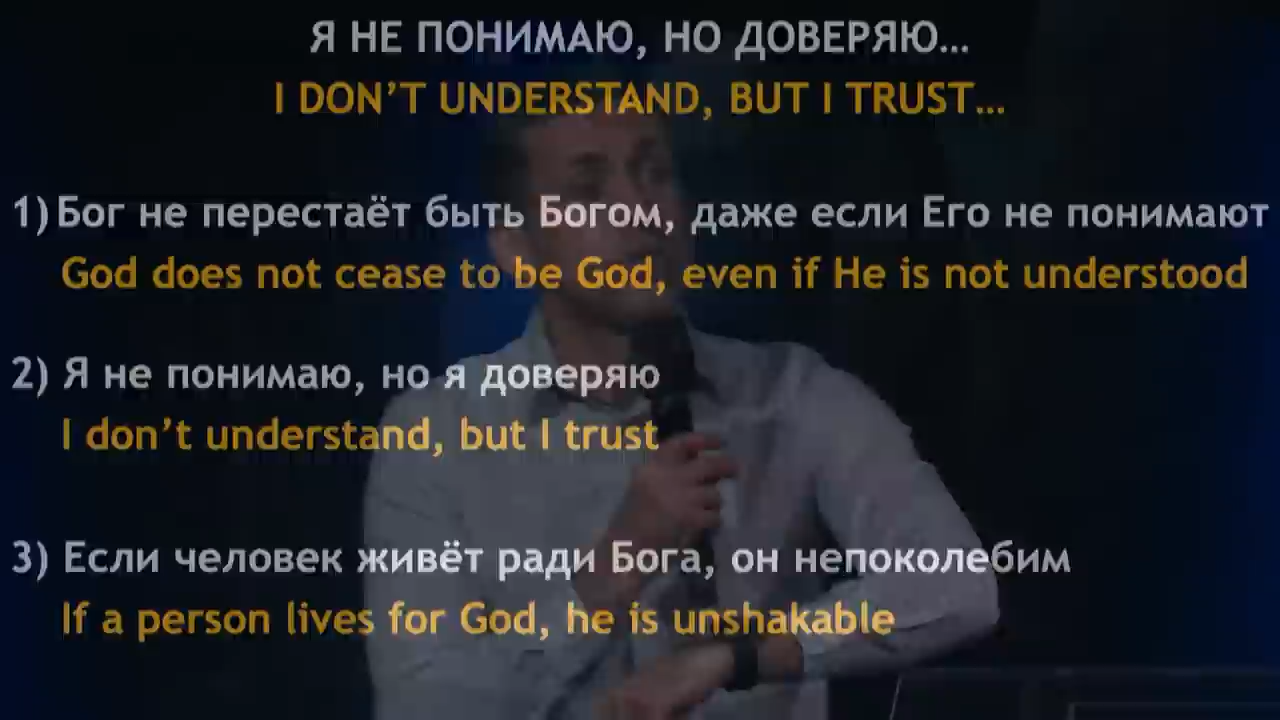 Я НЕ ПОНИМАЮ, НО ДОВЕРЯЮ...
I DON'T UNDERSTAND, BUT I TRUST...
1) Бог не перестаёт быть Богом, даже если Его не понимают
God does not cease to be God, even if He is not understood
2) Я не понимаю, но я доверяю
I don't understand, but I trust
3) Если человек живёт ради Бога, он непоколебим
If a person lives for God, he is unshakable